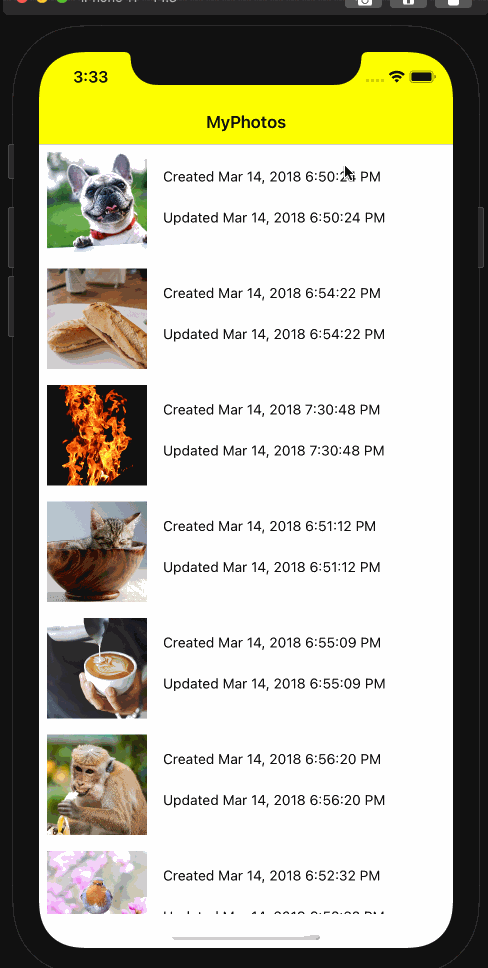 3:33
MyPhotos
Created Mar 14, 2018 6:50:24 PM
Updated Mar 14, 2018 6:50:24 PM
Created Mar 14, 2018 6:54:22 PM
Updated Mar 14, 2018 6:54:22 PM
Created Mar 14, 2018 7:30:48 PM
Updated Mar 14, 2018 7:30:48 PM
Created Mar 14, 2018 6:51:12 PM
Updated Mar 14, 2018 6:51:12 PM
Created Mar 14, 2018 6:55:09 PM
Updated Mar 14, 2018 6:55:09 PM
Created Mar 14, 2018 6:56:20 PM
Updated Mar 14, 2018 6:56:20 PM
Created Mar 14, 2018 6:52:32 PM